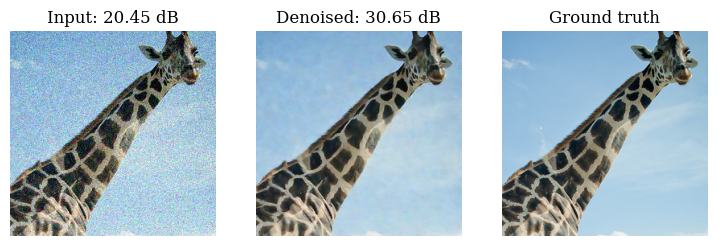 Input: 20.45 dB
Denoised: 30.65 dB
Ground truth